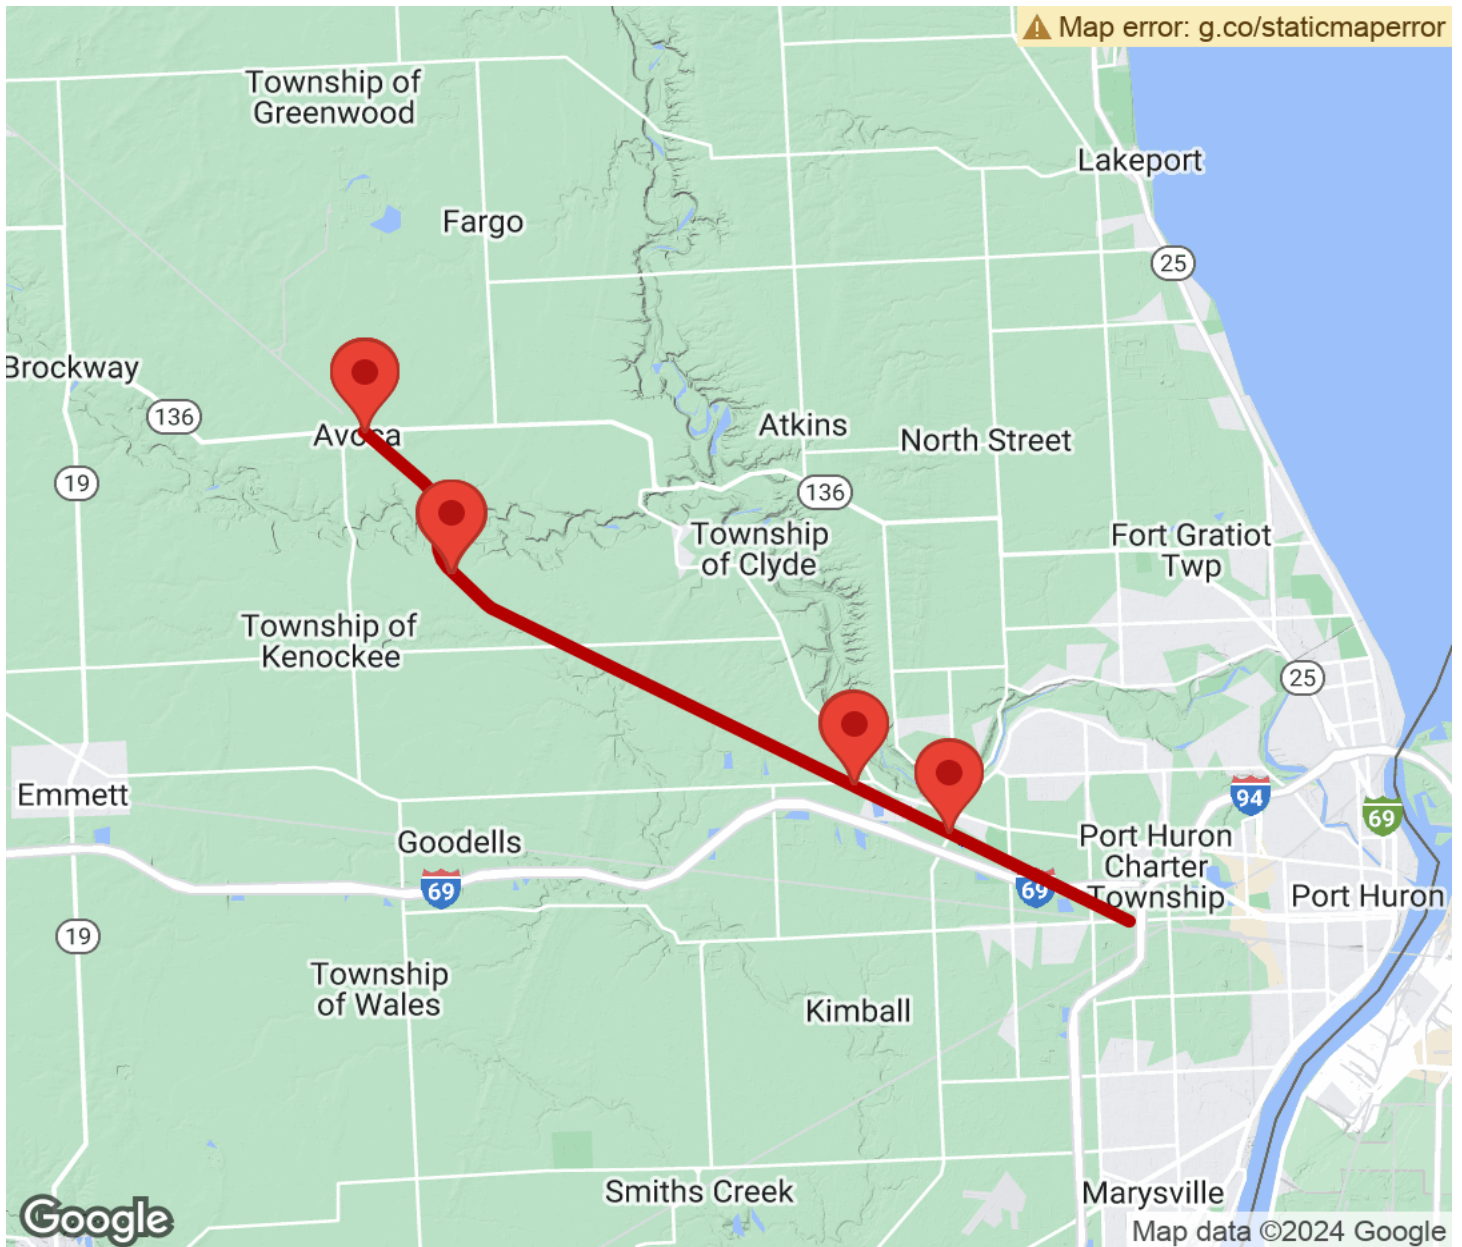 Map error: g.co/staticmaperror
Township of
Greenwood
Lakeport
Fargo
25
Brockway
136
Avoca
Atkins
North Street
19
136
Township
of Clyde
Fort Gratiot
Twp
Township of
Kenockee
25
Emmett
94
69
Goodells
Port Huron
Charter
Township
69
69
Port Huron
19
Township
of Wales
Kimball
Smiths Creek
Marysville
Google
Map data ©2024 Google